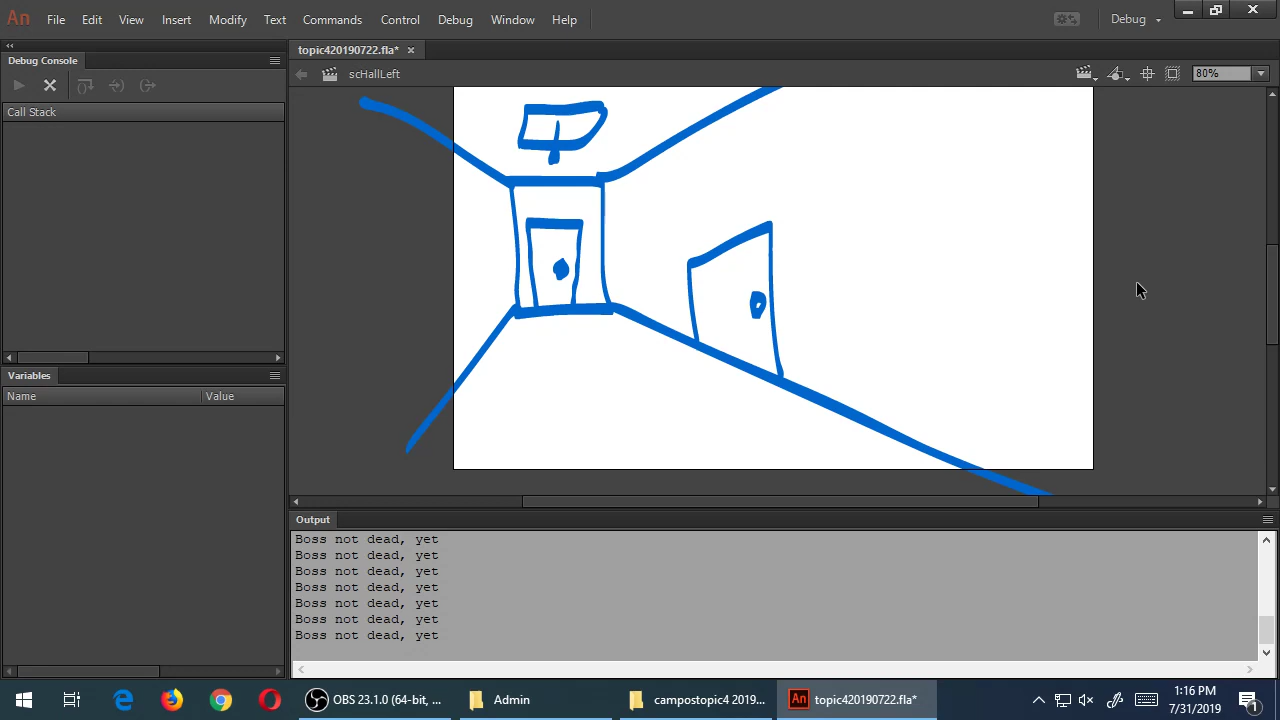 An File Edit View Insert Modify Text Commands Control Debug Window Help Debug
Debug Console
Call Stack
Variables
Name Value
topic420190722.fla*
scHallLeft
80%
Output
Boss not dead, yet
Boss not dead, yet
Boss not dead, yet
Boss not dead, yet
Boss not dead, yet
Boss not dead, yet
Boss not dead, yet
OBS 23.1.0 (64-bit, ...
Admin
campostopic4 2019...
An topic420190722.fla*
1:16 PM
7/31/2019
1